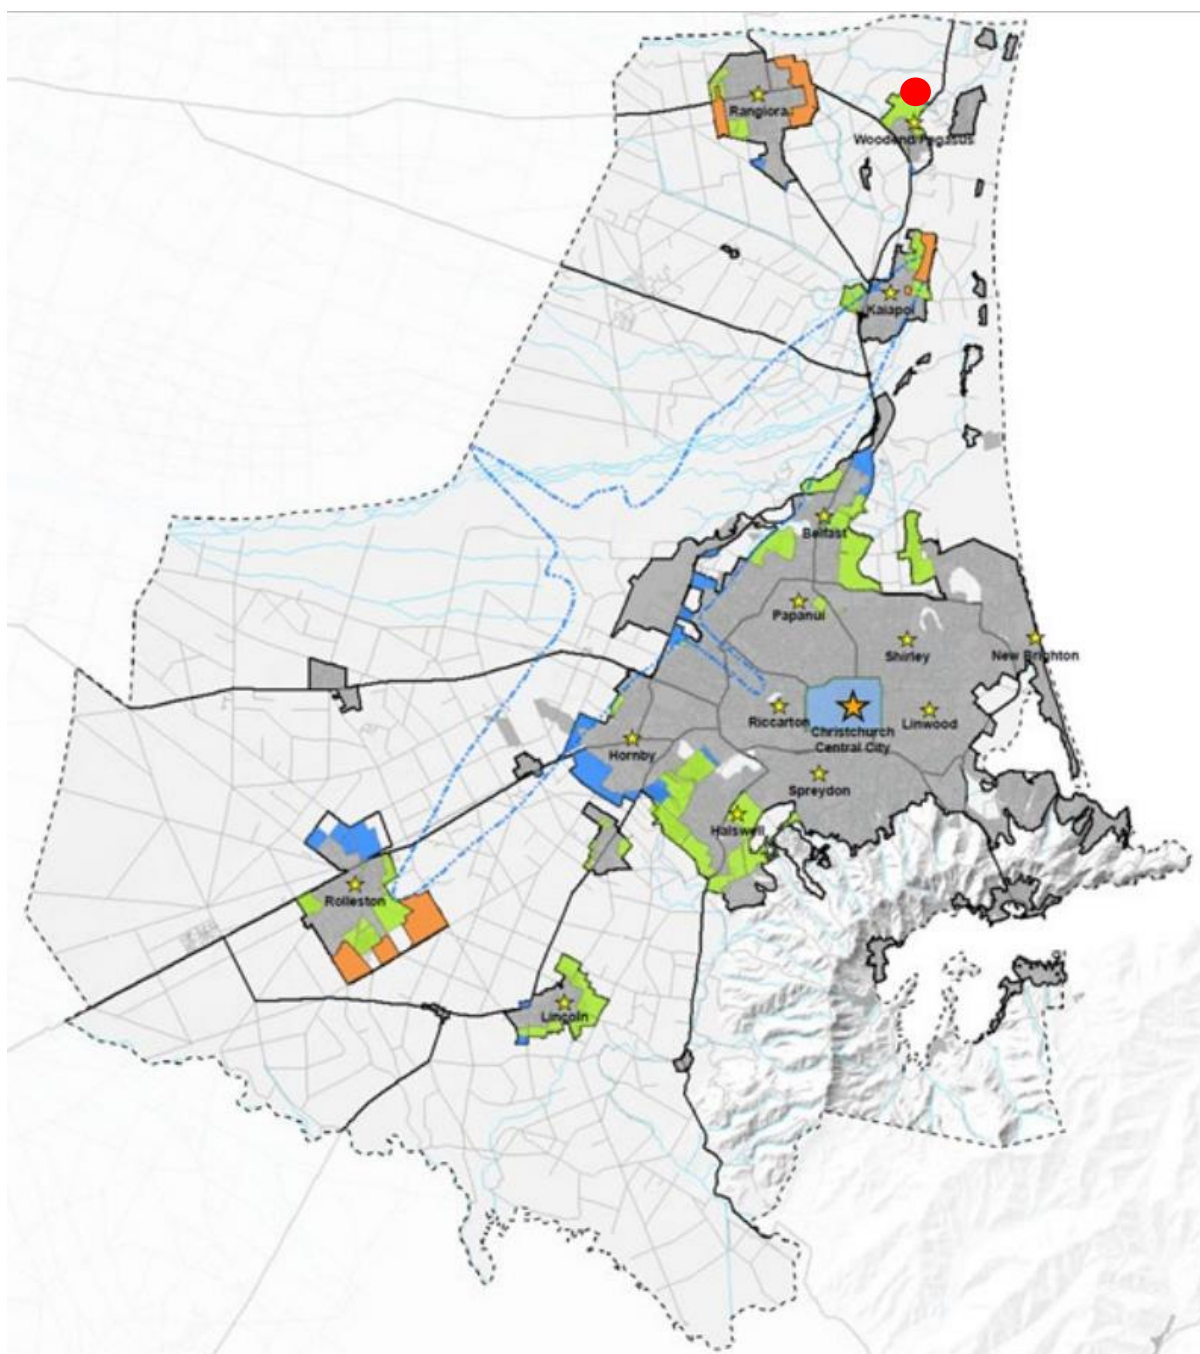 Rangiora
Woodend/Pegasus
Kaiapoi
Belfast
Papanui
Shirley
New Brighton
Riccarton
Linwood
Christchurch
Central City
Hornby
Spreydon
Halswell
Rolleston
Lincoln